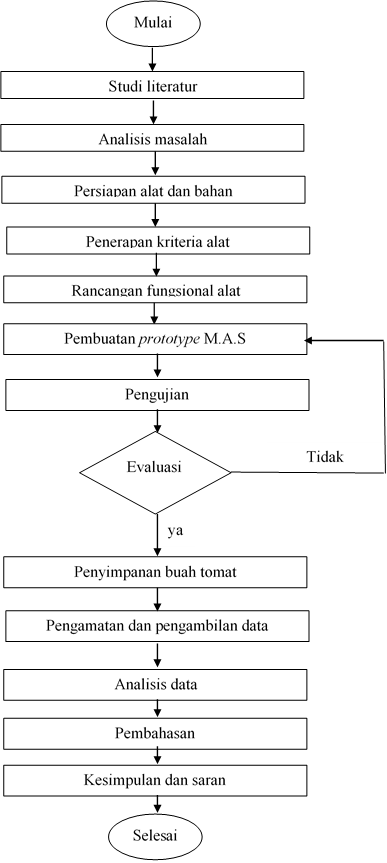 Mulai
Studi literatur
Analisis masalah
Persiapan alat dan bahan
Penerapan kriteria alat
Rancangan fungsional alat
Pembuatan prototype M.A.S
Pengujian
Evaluasi
Tidak
ya
Penyimpanan buah tomat
Pengamatan dan pengambilan data
Analisis data
Pembahasan
Kesimpulan dan saran
Selesai